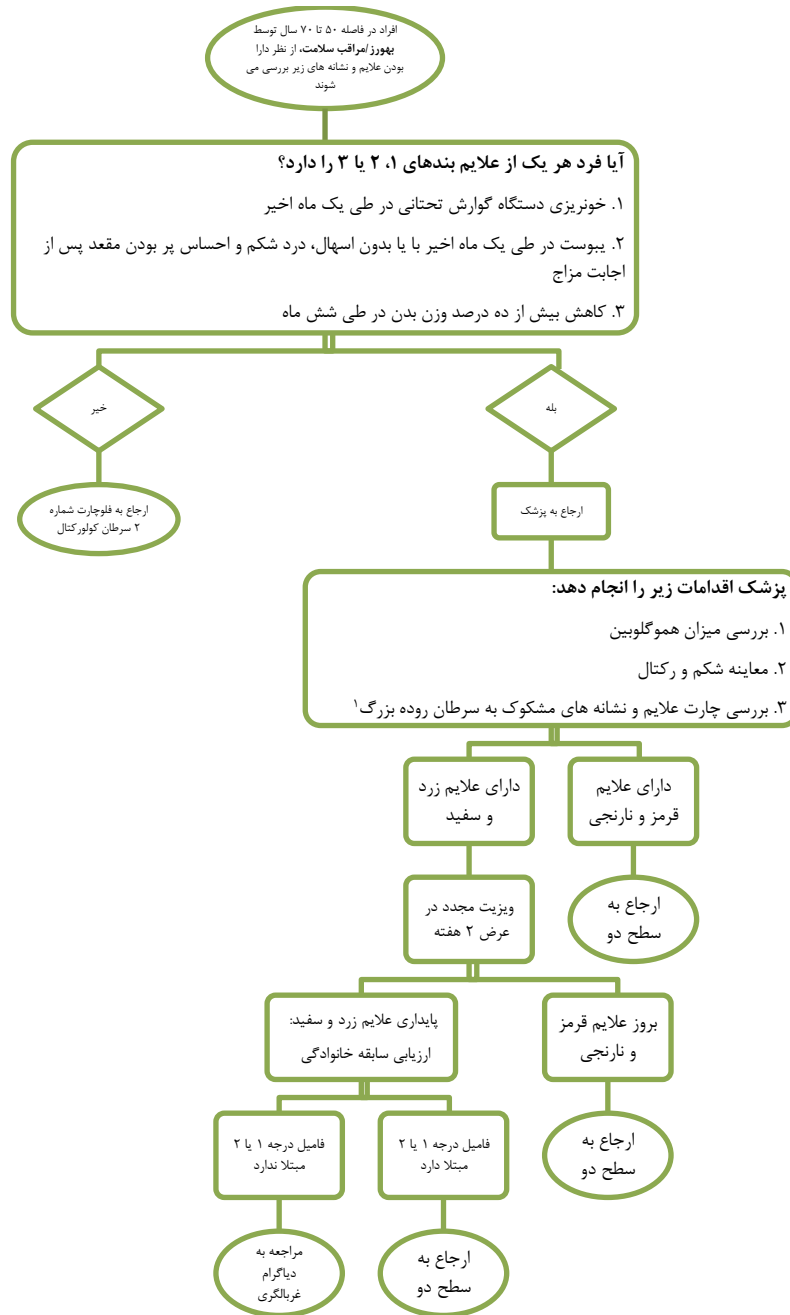 افراد در فاصله ۵۰ تا ۷۰ سال توسط
بهورز/مراقب سلامت، از نظر دارا
بودن علایم و نشانه های زیر بررسی می
شوند
آیا فرد هر یک از علایم بندهای ۱، ۲ یا ۳ را دارد؟
۱. خونریزی دستگاه گوارش تحتانی در طی یک ماه اخیر
۲. یبوست در طی یک ماه اخیر با یا بدون اسهال، درد شکم و احساس پر بودن مقعد پس از
اجابت مزاج
۳. کاهش بیش از ده درصد وزن بدن در طی شش ماه
بله
خیر
ارجاع به پزشک
ارجاع به فلوچارت شماره
۲ سرطان کولورکتال
پزشک اقدامات زیر را انجام دهد:
۱. بررسی میزان هموگلوبین
۲. معاینه شکم و رکتال
۳. بررسی چارت علایم و نشانه های مشکوک به سرطان روده بزرگ۱
دارای علایم
قرمز و نارنجی
دارای علایم زرد
و سفید
ارجاع به
سطح دو
ویزیت مجدد در
عرض ۲ هفته
بروز علایم قرمز
و نارنجی
پایداری علایم زرد و سفید:
ارزیابی سابقه خانوادگی
ارجاع به
سطح دو
فامیل درجه ۱ یا ۲
مبتلا دارد
فامیل درجه ۱ یا ۲
مبتلا ندارد
ارجاع به
سطح دو
مراجعه به
دیاگرام
غربالگری